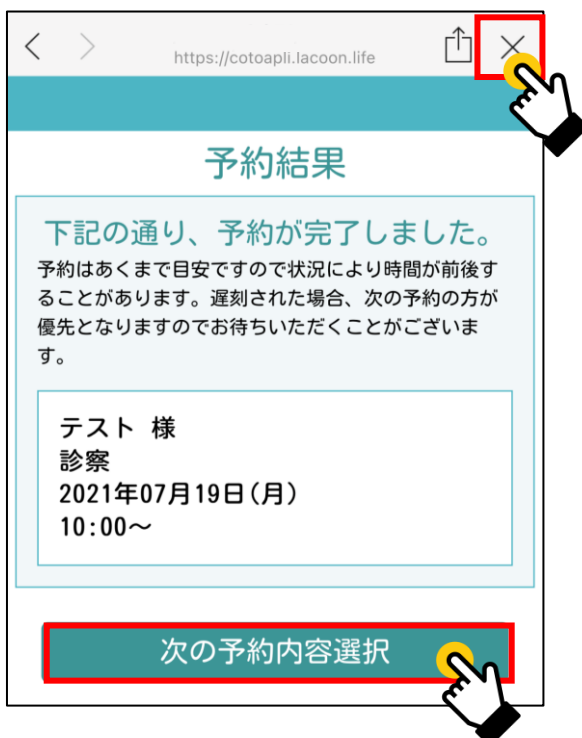 https://cotoapli.lacoon.life
予約結果
下記の通り、予約が完了しました。
予約はあくまで目安ですので状況により時間が前後す
ることがあります。遅刻された場合、次の予約の方が
優先となりますのでお待ちいただくことがございま
す。
テスト 様
診察
2021年07月19日(月)
10:00～
次の予約内容選択